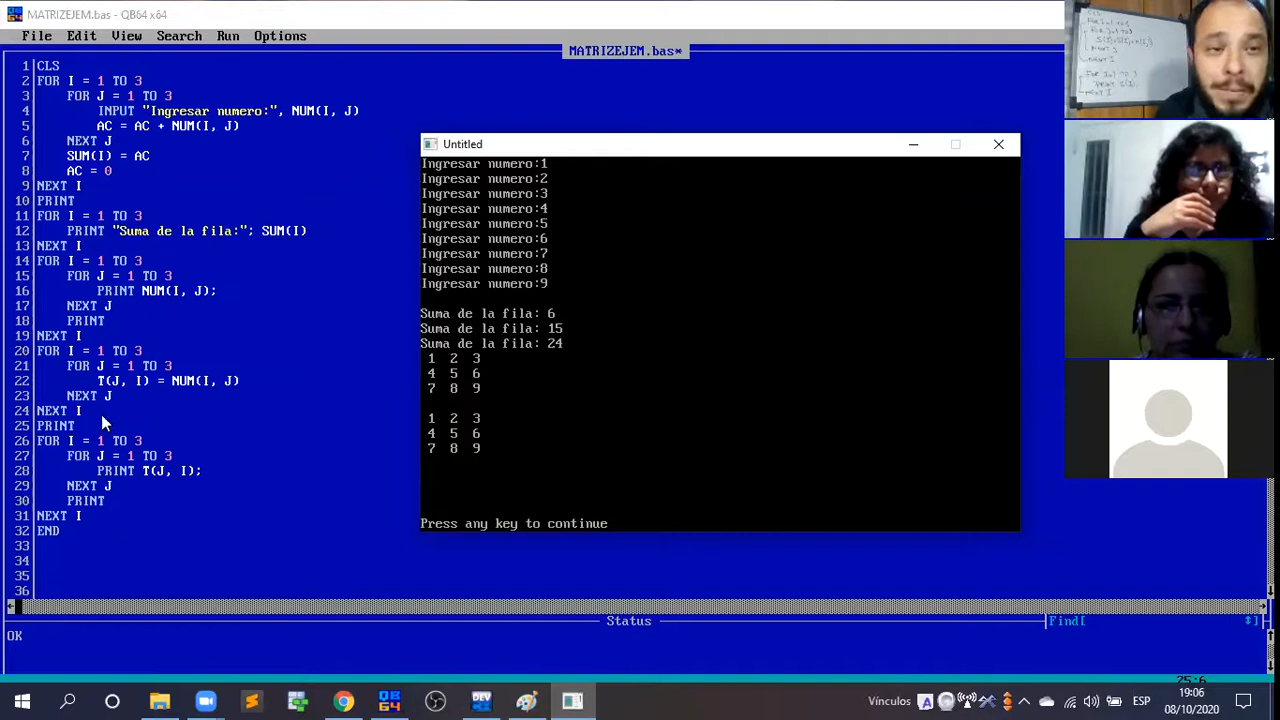 MATRIZEJEM.bas - QB64 x64
File Edit View Search Run Options
MATRIZEJEM.bas*
1 CLS
2 FOR I = 1 TO 3
3 FOR J = 1 TO 3
4 INPUT "Ingresar numero:", NUM(I, J)
5 AC = AC + NUM(I, J)
6 NEXT J
7 SUM(I) = AC
8 AC = 0
9 NEXT I
10 PRINT
11 FOR I = 1 TO 3
12 PRINT "Suma de la fila:"; SUM(I)
13 NEXT I
14 FOR I = 1 TO 3
15 FOR J = 1 TO 3
16 PRINT NUM(I, J);
17 NEXT J
18 PRINT
19 NEXT I
20 FOR I = 1 TO 3
21 FOR J = 1 TO 3
22 T(J, I) = NUM(I, J)
23 NEXT J
24 NEXT I
25 PRINT
26 FOR I = 1 TO 3
27 FOR J = 1 TO 3
28 PRINT T(J, I);
29 NEXT J
30 PRINT
31 NEXT I
32 END
33
34
35
36
Untitled
Ingresar numero:1
Ingresar numero:2
Ingresar numero:3
Ingresar numero:4
Ingresar numero:5
Ingresar numero:6
Ingresar numero:7
Ingresar numero:8
Ingresar numero:9
Suma de la fila: 6
Suma de la fila: 15
Suma de la fila: 24
1 2 3
4 5 6
7 8 9
1 2 3
4 5 6
7 8 9
Press any key to continue
Status
Find[
OK
25:6
Vínculos
ESP
19:06
08/10/2020